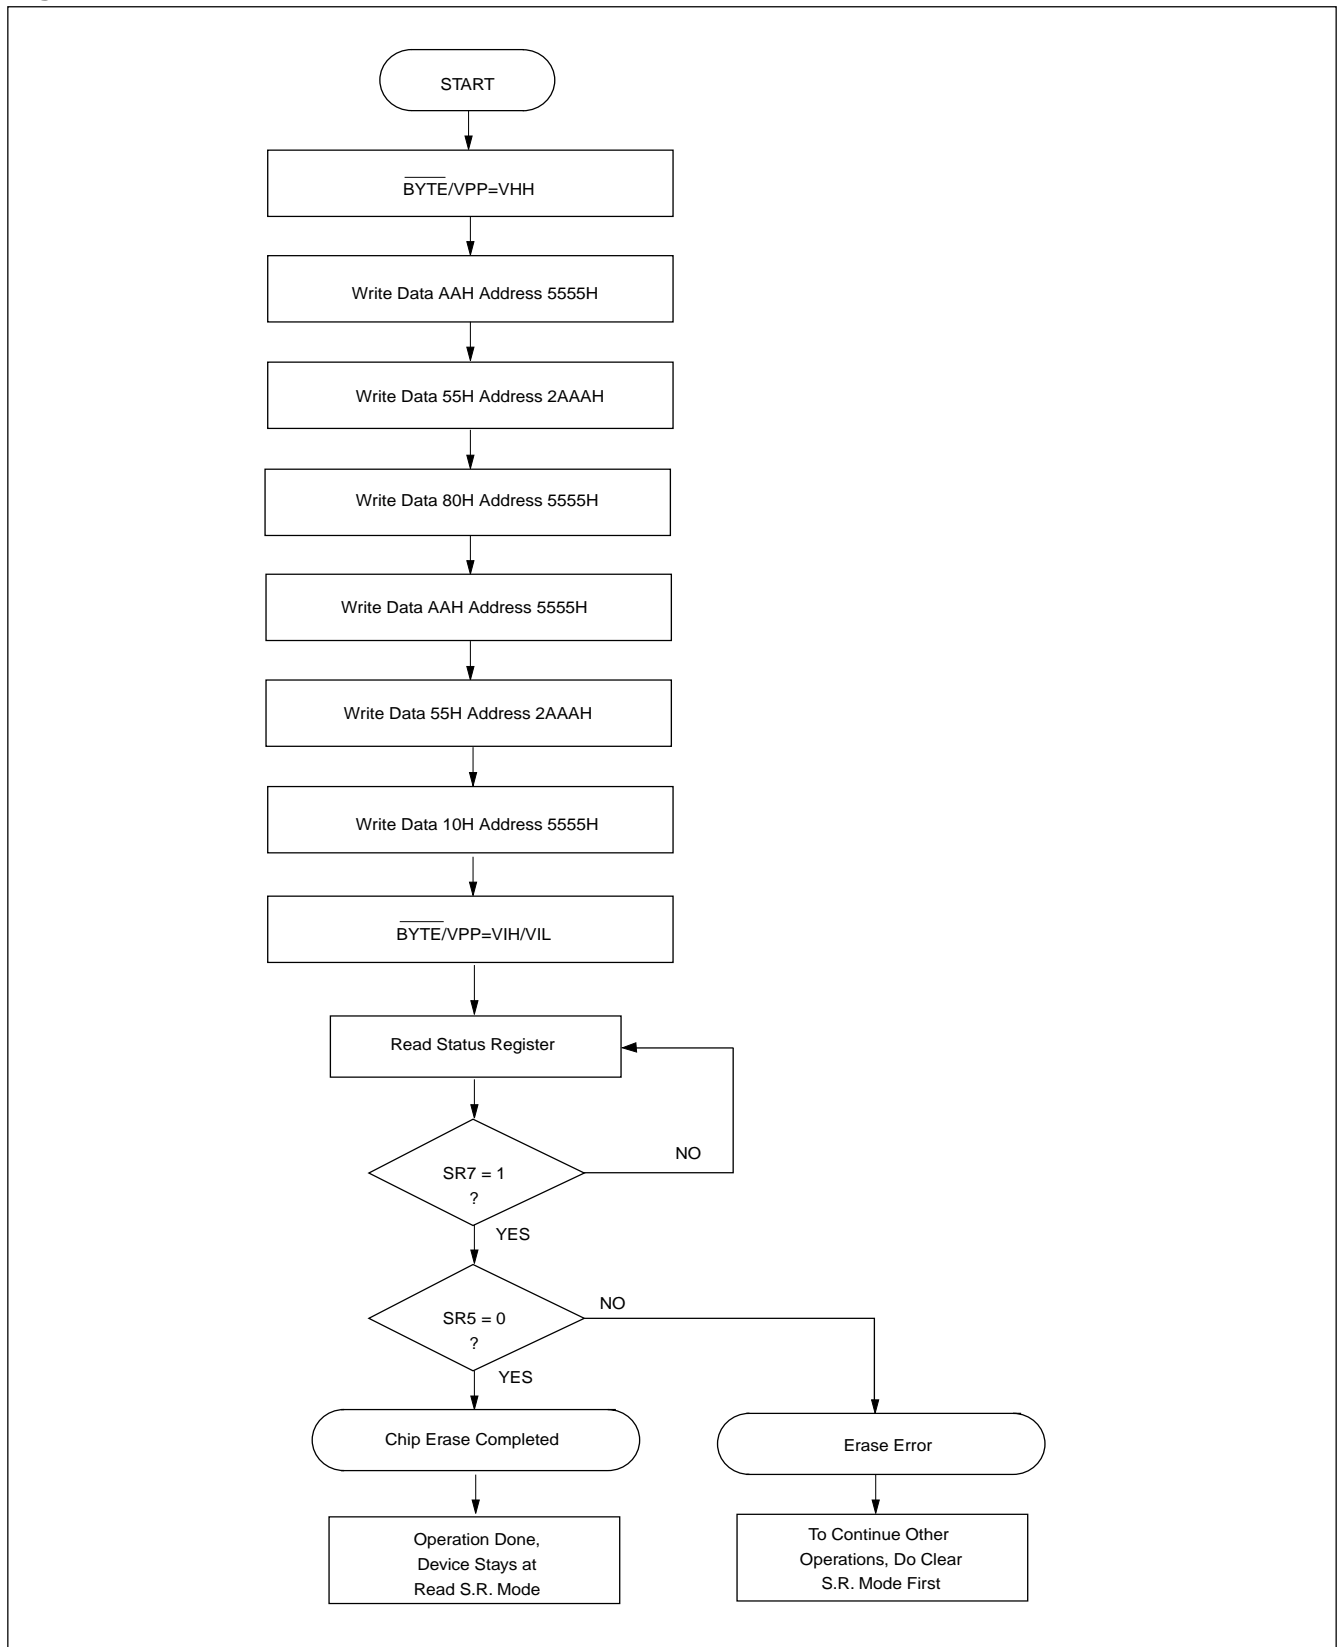 START
BYTE/VPP=VHH
Write Data AAH Address 5555H
Write Data 55H Address 2AAAH
Write Data 80H Address 5555H
Write Data AAH Address 5555H
Write Data 55H Address 2AAAH
Write Data 10H Address 5555H
BYTE/VPP=VIH/VIL
Read Status Register
NO
SR7 = 1
?
YES
NO
SR5 = 0
?
YES
Chip Erase Completed
Erase Error
Operation Done,
Device Stays at
Read S.R. Mode
To Continue Other
Operations, Do Clear
S.R. Mode First